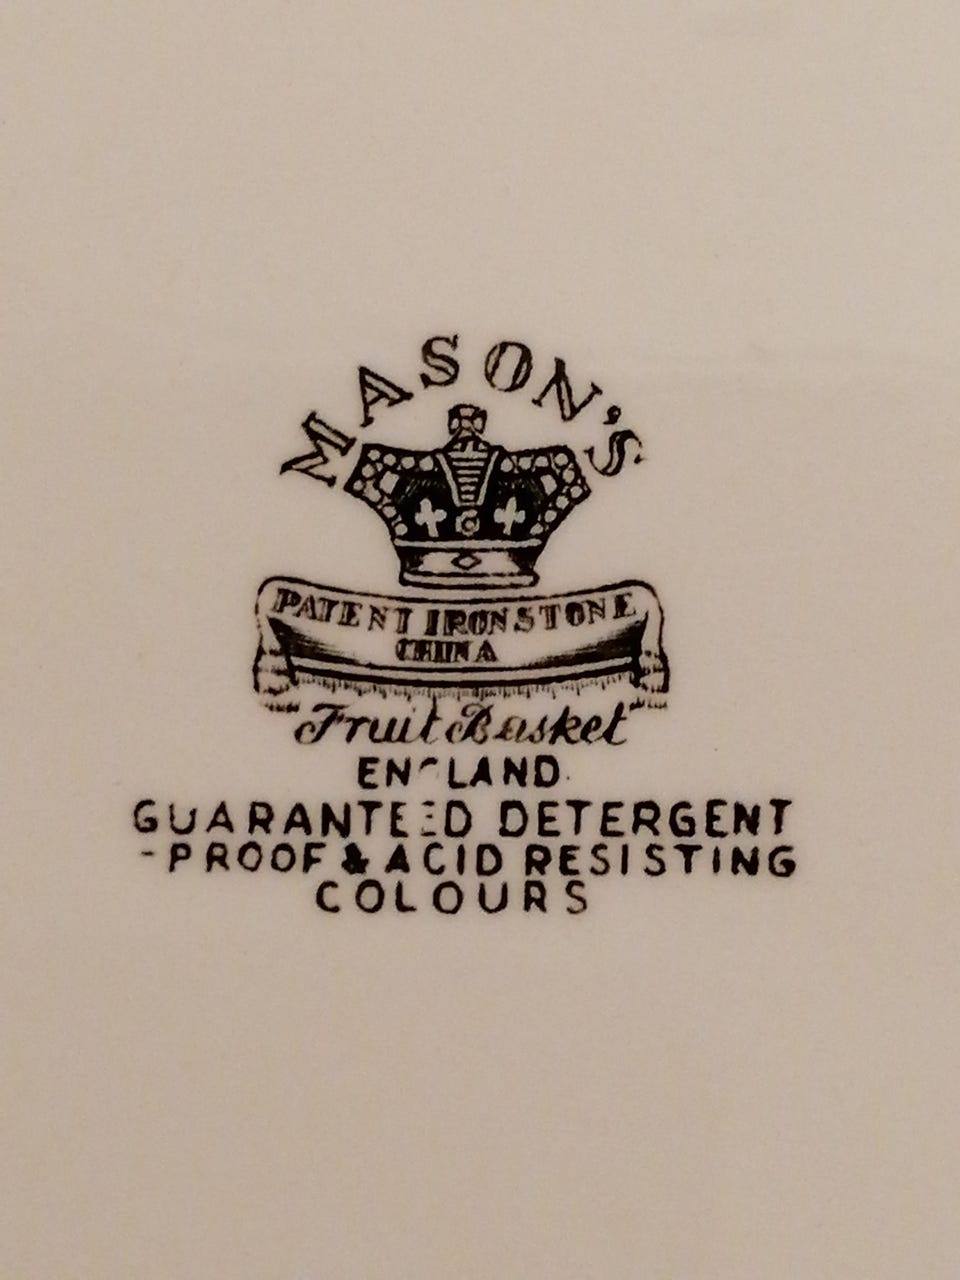 MASON'S
PATENT IRONSTONE
CHINA
"Fruit Basket"
ENGLAND
GUARANTEED DETERGENT
-PROOF & ACID RESISTING
COLOURS